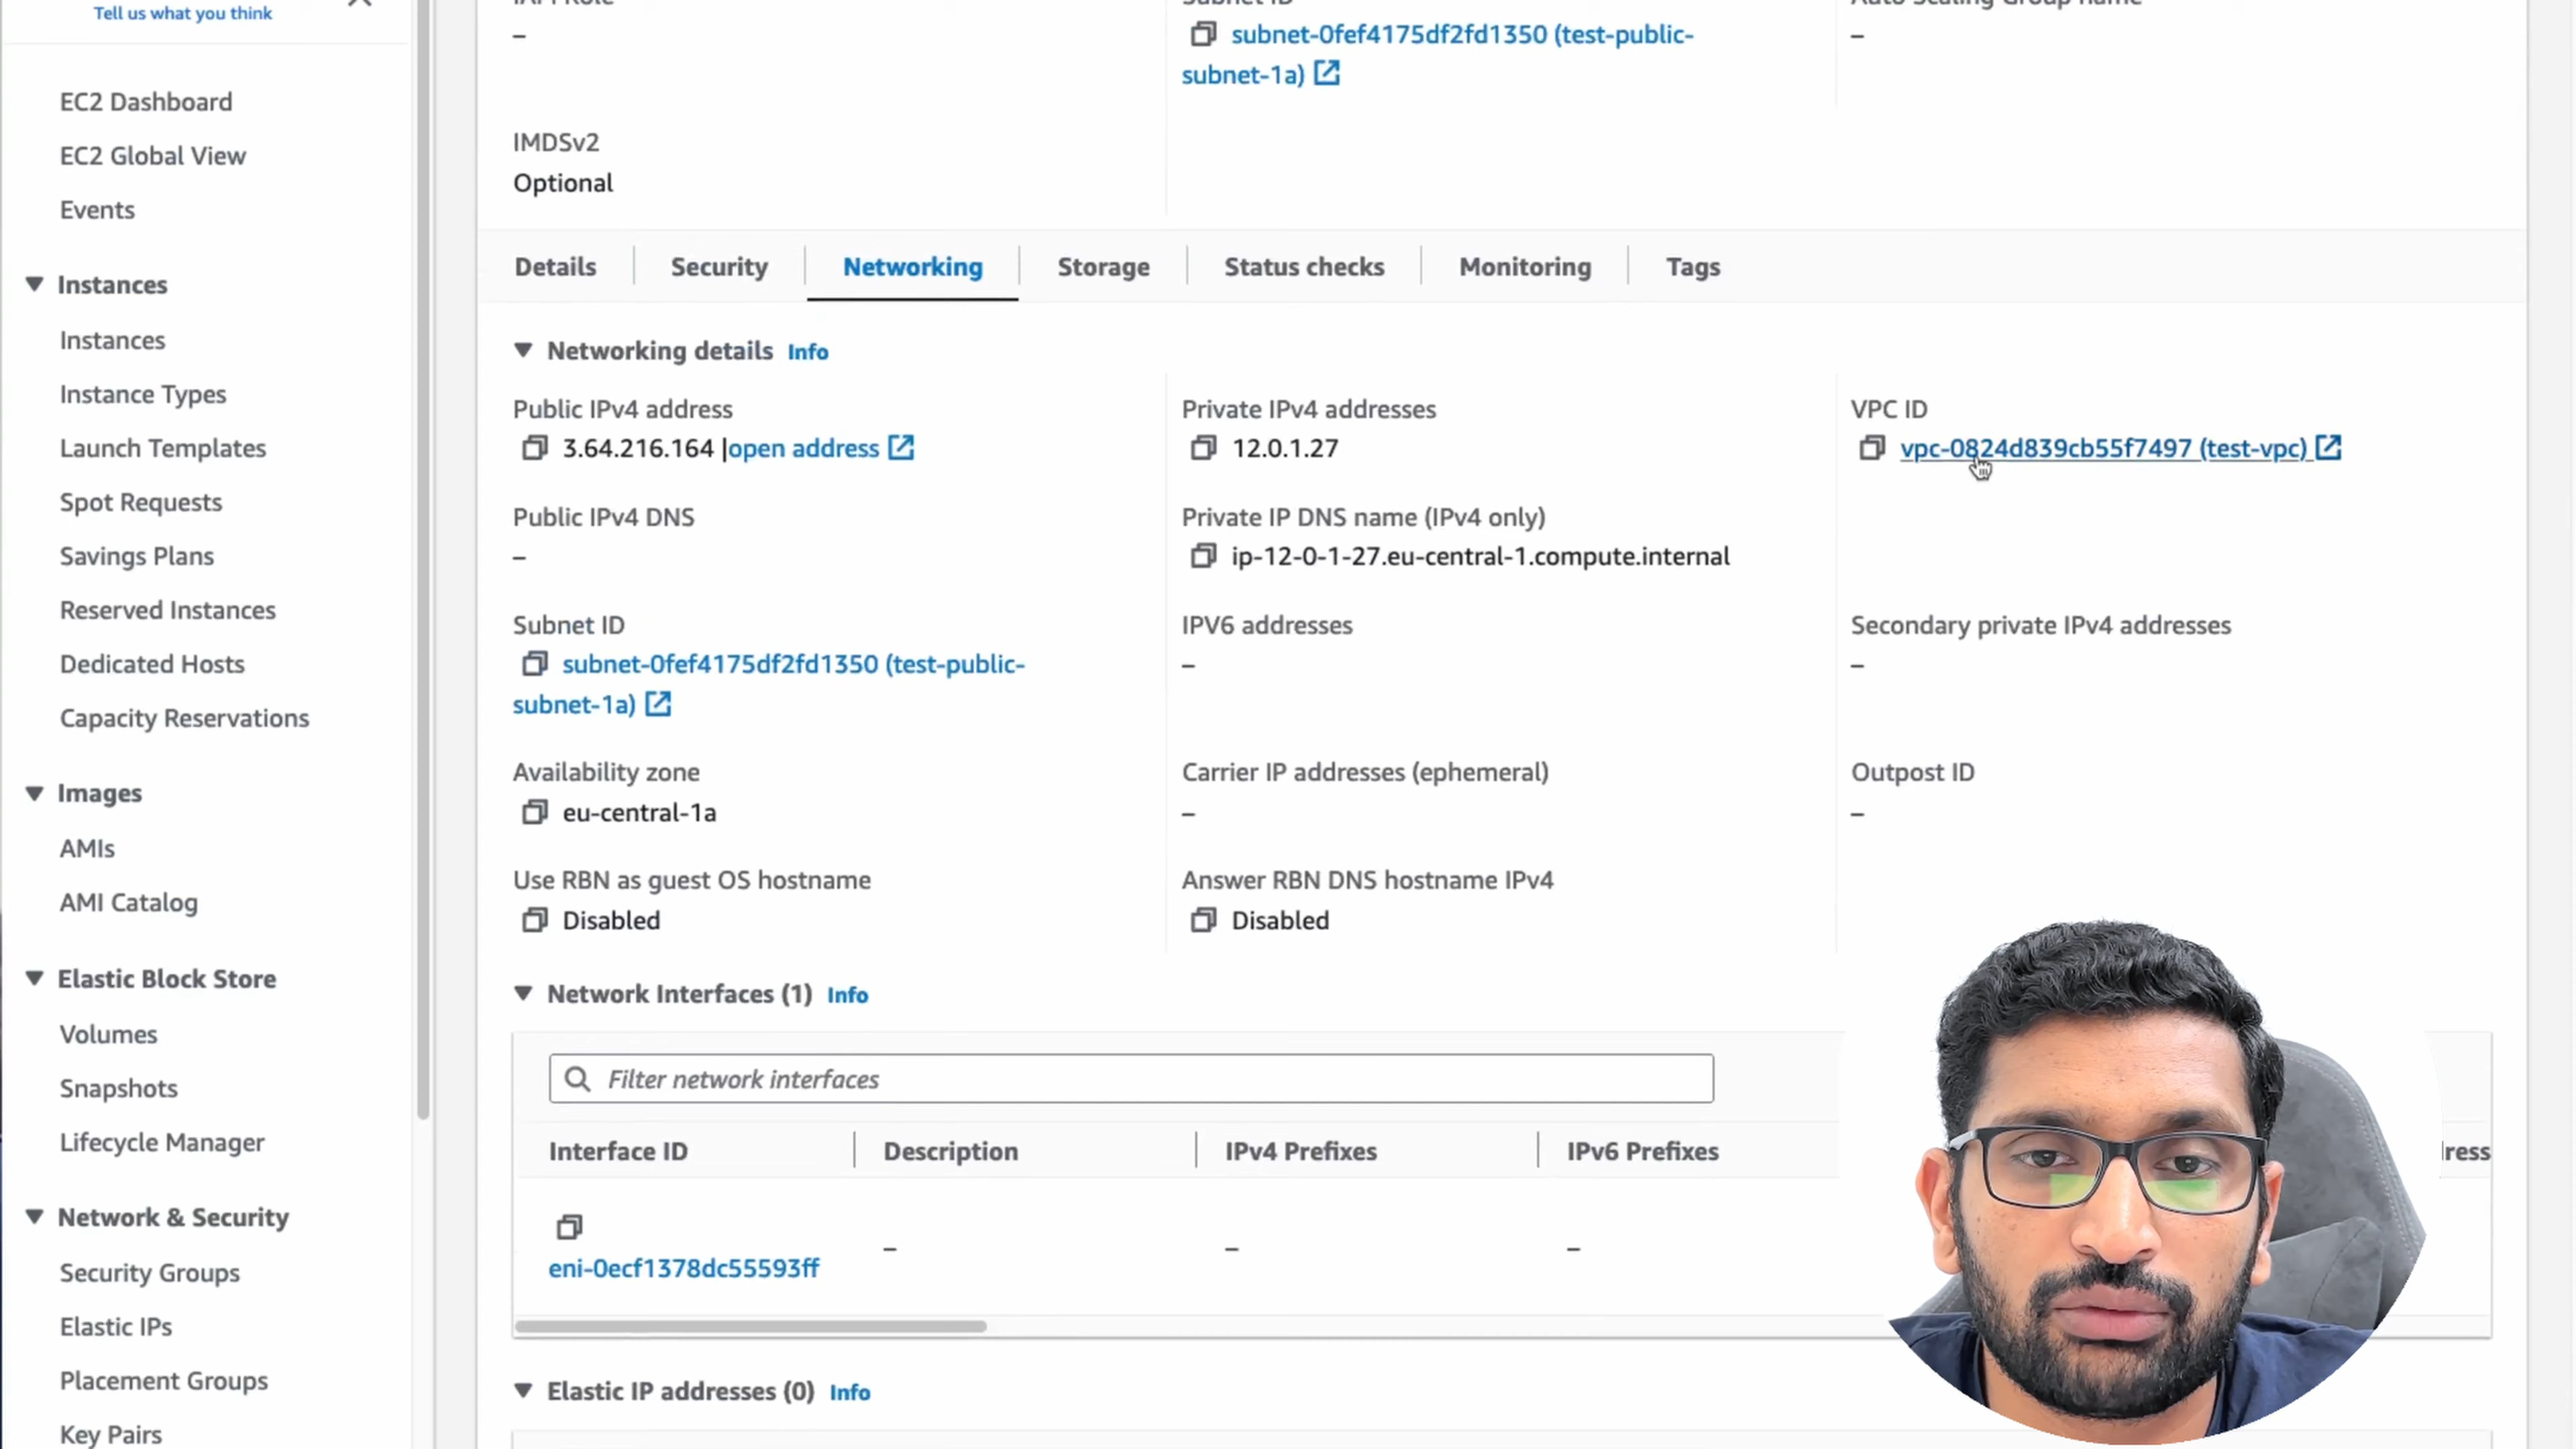 Tell us what you think
EC2 Dashboard
EC2 Global View
Events
Instances
Instances
Instance Types
Launch Templates
Spot Requests
Savings Plans
Reserved Instances
Dedicated Hosts
Capacity Reservations
Images
AMIs
AMI Catalog
Elastic Block Store
Volumes
Snapshots
Lifecycle Manager
Network & Security
Security Groups
Elastic IPs
Placement Groups
Key Pairs
IAM Role
–
Subnet ID
subnet-0fef4175df2fd1350 (test-public-
subnet-1a)
Auto Scaling Group name
–
IMDSv2
Optional
Details Security Networking Storage Status checks Monitoring Tags
Networking details Info
Public IPv4 address
3.64.216.164 |open address
Private IPv4 addresses
12.0.1.27
VPC ID
vpc-0824d839cb55f7497 (test-vpc)
Public IPv4 DNS
–
Private IP DNS name (IPv4 only)
ip-12-0-1-27.eu-central-1.compute.internal
Subnet ID
subnet-0fef4175df2fd1350 (test-public-
subnet-1a)
IPV6 addresses
–
Secondary private IPv4 addresses
–
Availability zone
eu-central-1a
Carrier IP addresses (ephemeral)
–
Outpost ID
–
Use RBN as guest OS hostname
Disabled
Answer RBN DNS hostname IPv4
Disabled
Network Interfaces (1) Info
Filter network interfaces
Interface ID Description IPv4 Prefixes IPv6 Prefixes
eni-0ecf1378dc55593ff – – –
Elastic IP addresses (0) Info